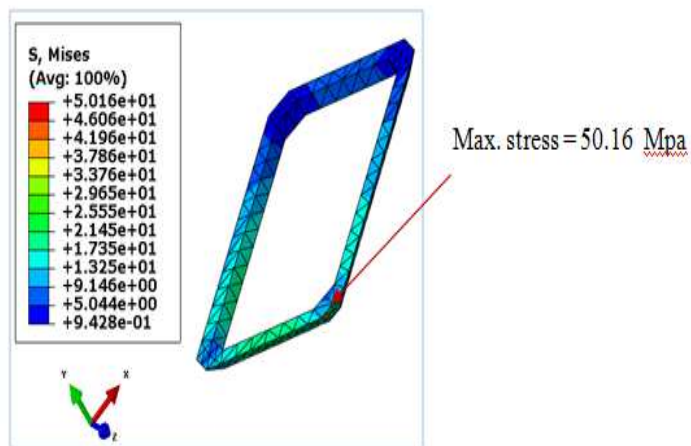 S, Mises
(Avg: 100%)
+5.016e+01
+4.606e+01
+4.196e+01
+3.786e+01
+3.376e+01
+2.965e+01
+2.555e+01
+2.145e+01
+1.735e+01
+1.325e+01
+9.146e+00
+5.044e+00
+9.428e-01
Max. stress = 50.16 Mpa
Y
X
Z